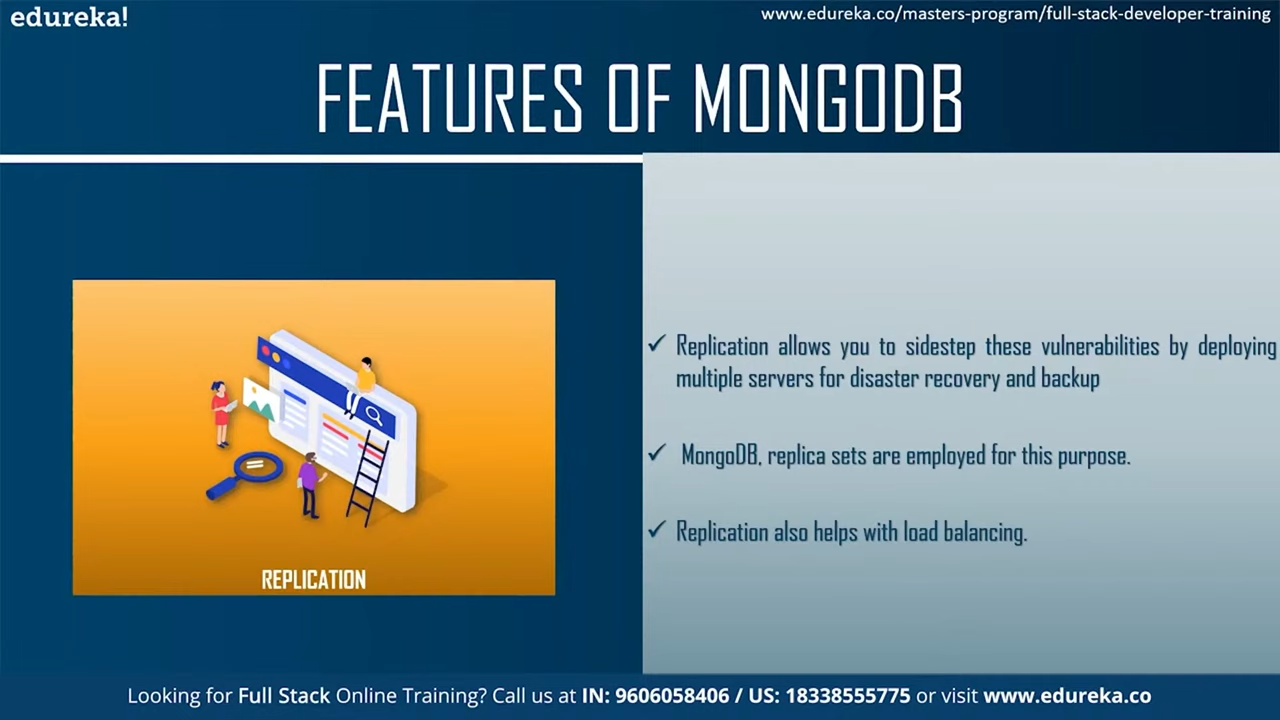 edureka!
www.edureka.co/masters-program/full-stack-developer-training
FEATURES OF MONGODB
REPLICATION
✓ Replication allows you to sidestep these vulnerabilities by deploying
multiple servers for disaster recovery and backup
✓ MongoDB, replica sets are employed for this purpose.
✓ Replication also helps with load balancing.
Looking for Full Stack Online Training? Call us at IN: 9606058406 / US: 18338555775 or visit www.edureka.co